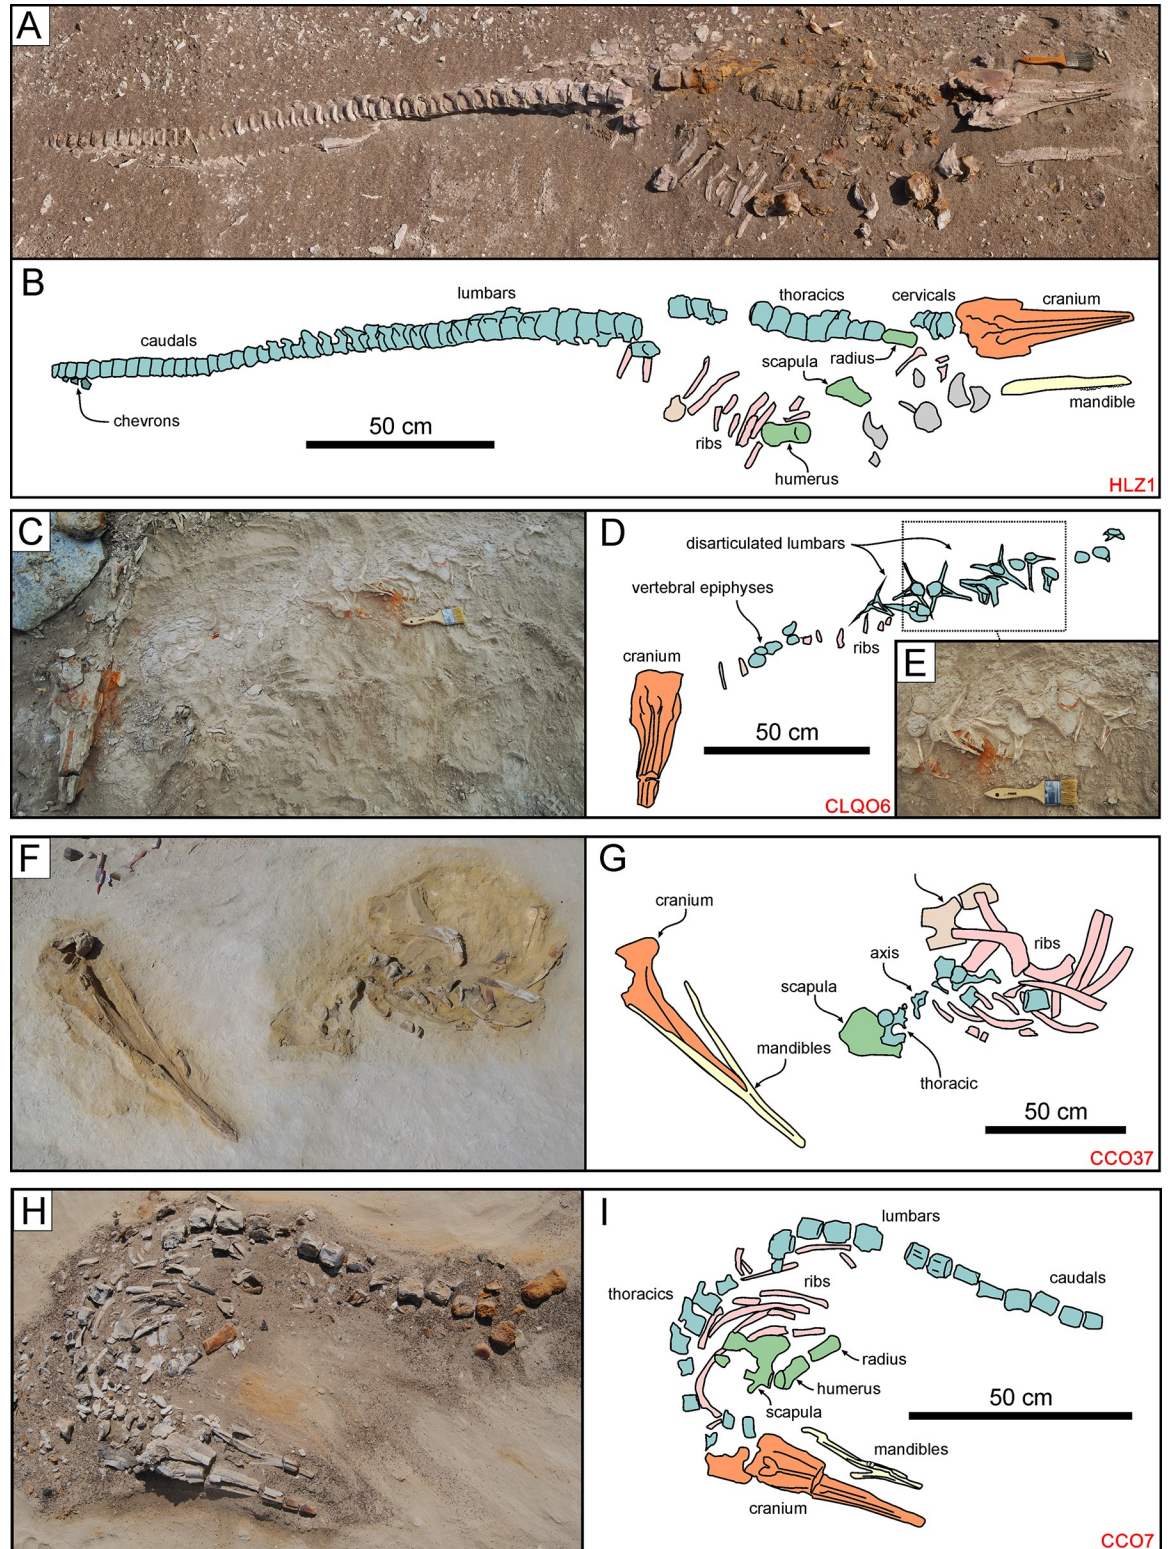 A
B
lumbars
thoracics
cervicals
cranium
caudals
scapula
radius
chevrons
mandible
50 cm
ribs
humerus
HLZ1
C
D
disarticulated lumbars
vertebral epiphyses
ribs
cranium
E
50 cm
CLQO6
F
G
cranium
ribs
axis
scapula
mandibles
thoracic
50 cm
CCO37
H
I
lumbars
ribs
caudals
thoracics
radius
humerus
50 cm
scapula
mandibles
cranium
CCO7